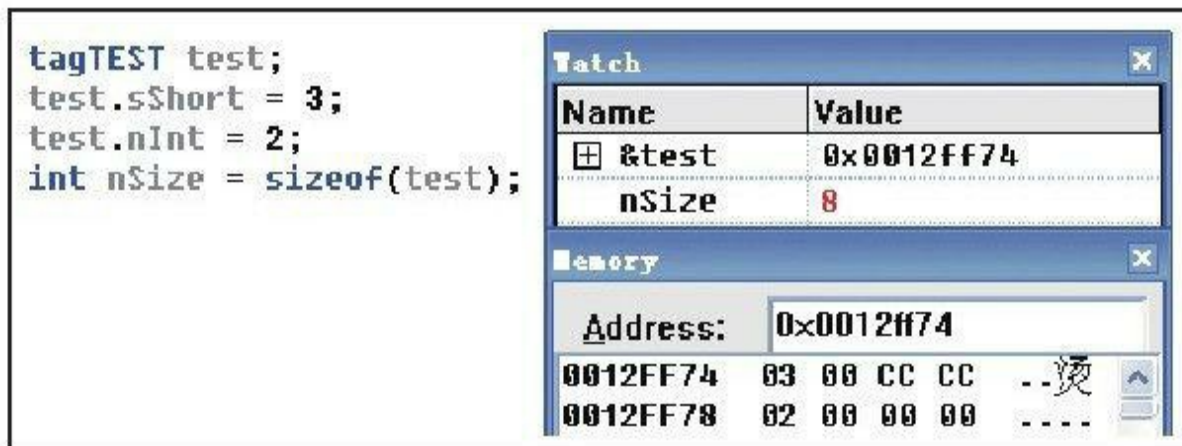 tagTEST test;
test.sShort = 3;
test.nInt = 2;
int nSize = sizeof(test);
Watch
Name Value
&test 0x0012ff74
nSize 8
Memory
Address: 0x0012ff74
0012FF74 03 00 CC CC ..烫
0012FF78 02 00 00 00 ....